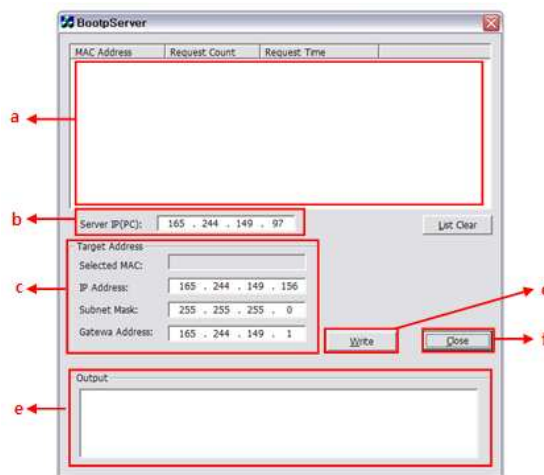 BootpServer
MAC Address Request Count Request Time
a
b
Server IP(PC): 165 . 244 . 149 . 97
List Clear
Target Address
Selected MAC:
c
IP Address: 165 . 244 . 149 . 156
Subnet Mask: 255 . 255 . 255 . 0
Gatewa Address: 165 . 244 . 149 . 1
Write
Close
Output
e